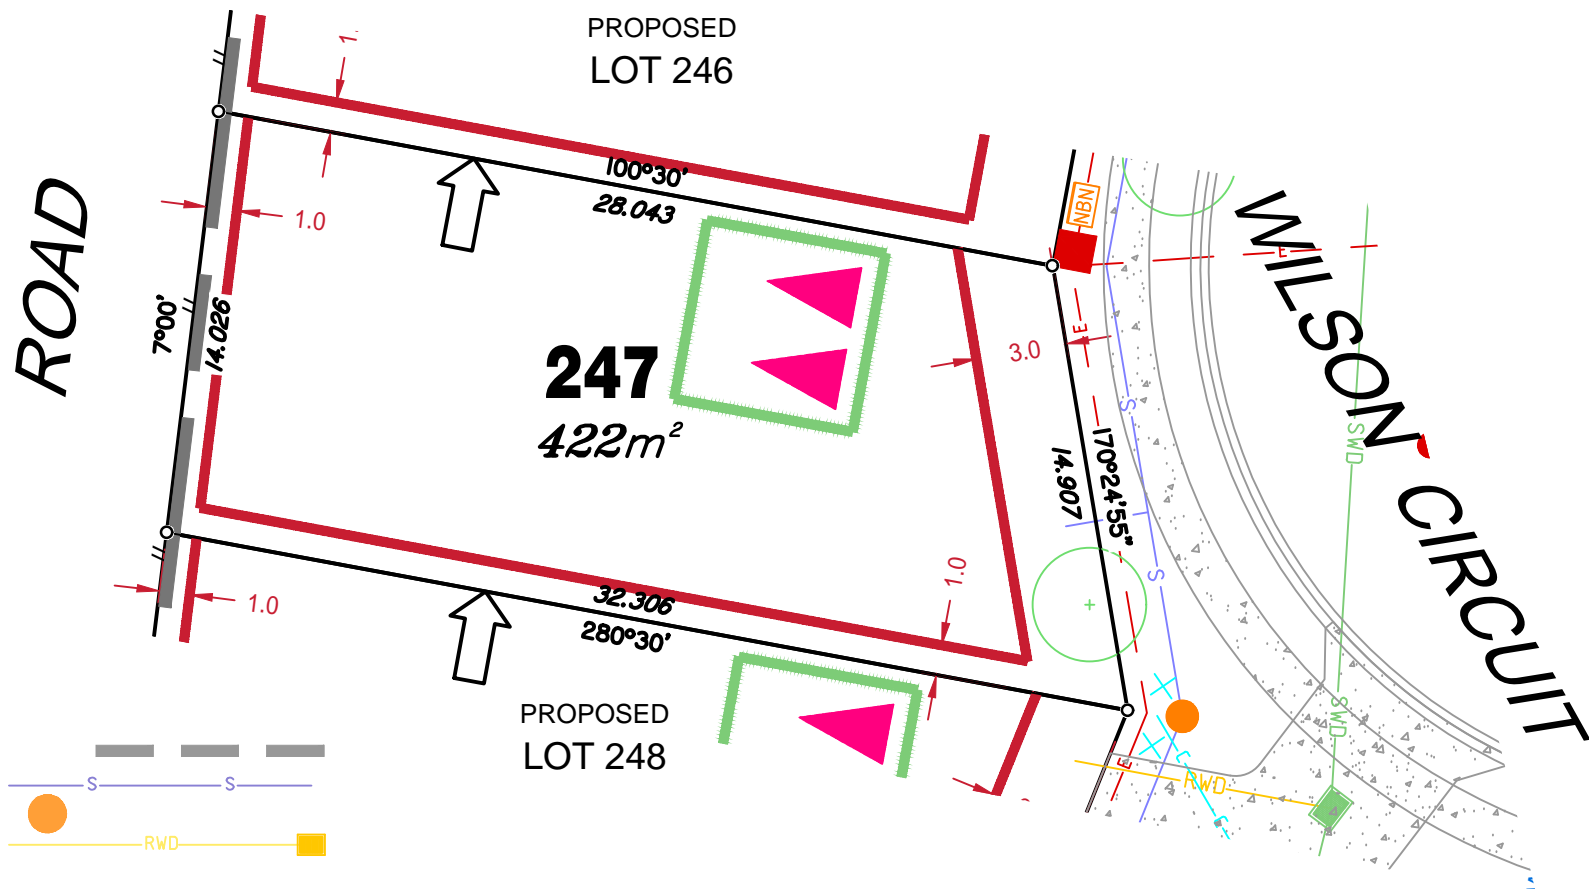 PROPOSED
LOT 246
1.
100°30'
28.043
NBN
ROAD
1.0
WILSON CIRCUIT
E
7°00'
14.026
E
3.0
247
422m²
S
SWD
14.907
170°24'55"
S
1.0
32.306
280°30'
1.0
PROPOSED
LOT 248
SWD
E
RWD
S
S
RWD